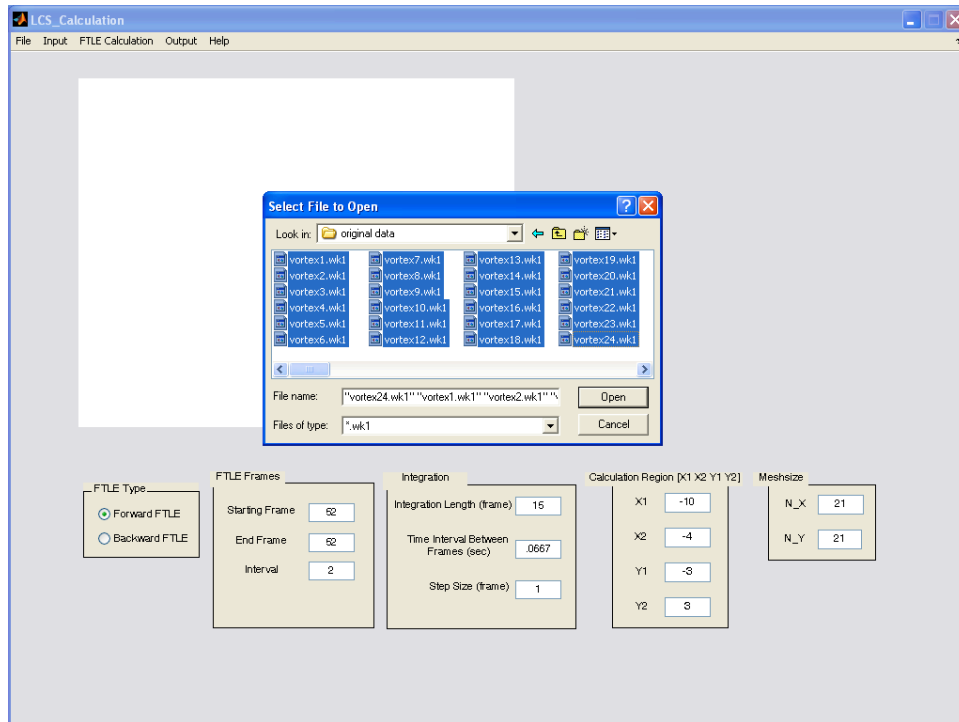 LCS_Calculation
File Input FTLE Calculation Output Help
Select File to Open
Look in: original data
vortex1.wk1 vortex7.wk1 vortex13.wk1 vortex19.wk1
vortex2.wk1 vortex8.wk1 vortex14.wk1 vortex20.wk1
vortex3.wk1 vortex9.wk1 vortex15.wk1 vortex21.wk1
vortex4.wk1 vortex10.wk1 vortex16.wk1 vortex22.wk1
vortex5.wk1 vortex11.wk1 vortex17.wk1 vortex23.wk1
vortex6.wk1 vortex12.wk1 vortex18.wk1 vortex24.wk1
File name: "vortex24.wk1" "vortex1.wk1" "vortex2.wk1" Open
Files of type: *.wk1 Cancel
FTLE Type
Forward FTLE
Backward FTLE
FTLE Frames
Starting Frame 52
End Frame 52
Interval 2
Integration
Integration Length (frame) 15
Time Interval Between
Frames (sec) .0667
Step Size (frame) 1
Calculation Region [X1 X2 Y1 Y2]
X1 -10
X2 -4
Y1 -3
Y2 3
Meshsize
N_X 21
N_Y 21